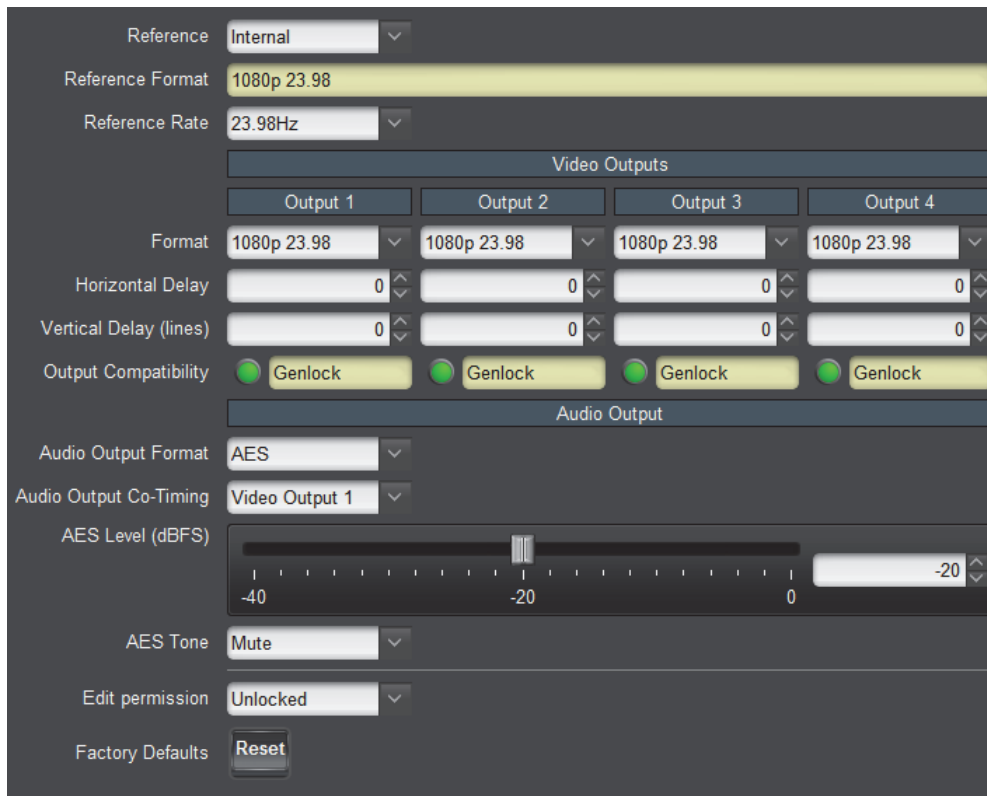 Reference Internal
Reference Format 1080p 23.98
Reference Rate 23.98Hz
Video Outputs
Output 1 Output 2 Output 3 Output 4
Format 1080p 23.98 1080p 23.98 1080p 23.98 1080p 23.98
Horizontal Delay 0 0 0 0
Vertical Delay (lines) 0 0 0 0
Output Compatibility Genlock Genlock Genlock Genlock
Audio Output
Audio Output Format AES
Audio Output Co-Timing Video Output 1
AES Level (dBFS)
-20
-40 -20 0
AES Tone Mute
Edit permission Unlocked
Factory Defaults Reset